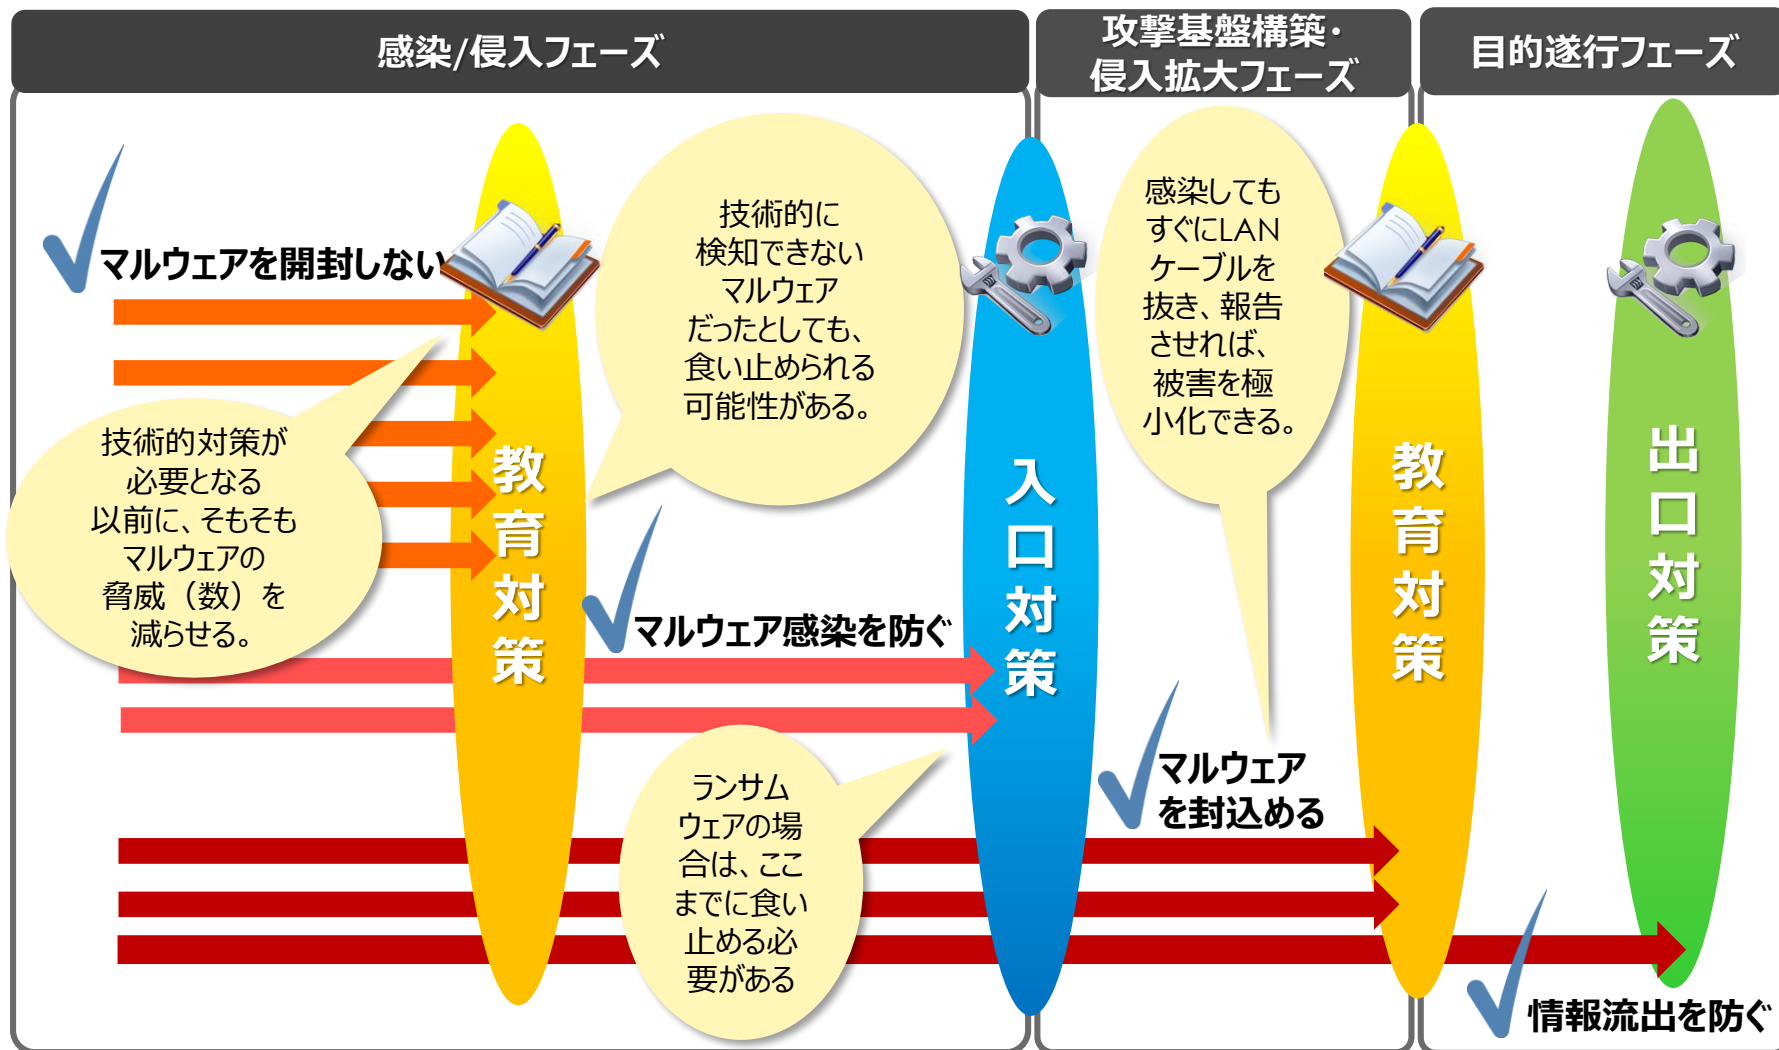 感染/侵入フェーズ
攻撃基盤構築・
侵入拡大フェーズ
目的遂行フェーズ
マルウェアを開封しない
技術的に
検知できない
マルウェア
だったとしても、
食い止められる
可能性がある。
感染しても
すぐにLAN
ケーブルを
抜き、報告
させれば、
被害を極
小化できる。
技術的対策が
必要となる
以前に、そもそも
マルウェアの
脅威（数）を
減らせる。
教育対策
マルウェア感染を防ぐ
入口対策
教育対策
出口対策
ランサム
ウェアの場
合は、ここ
までに食い
止める必
要がある
マルウェア
を封込める
情報流出を防ぐ